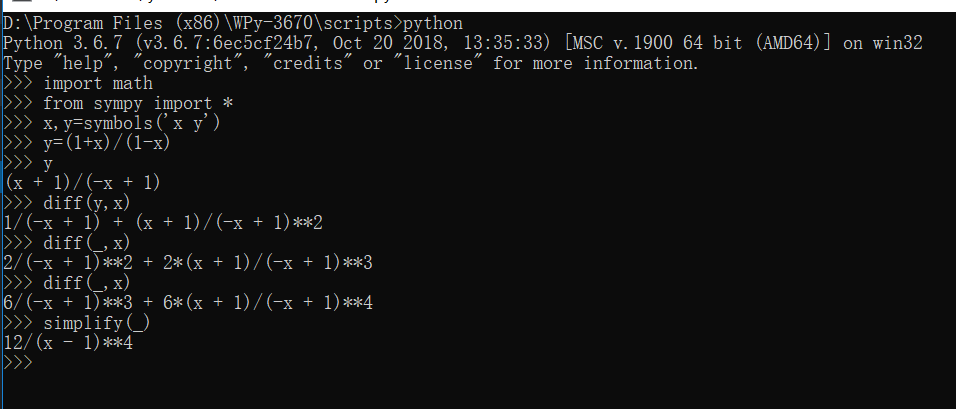 D:\Program Files (x86)\WPy-3670\scripts>python
Python 3.6.7 (v3.6.7:6ec5cf24b7, Oct 20 2018, 13:35:33) [MSC v.1900 64 bit (AMD64)] on win32
Type "help", "copyright", "credits" or "license" for more information.
>>> import math
>>> from sympy import *
>>> x,y=symbols('x y')
>>> y=(1+x)/(1-x)
>>> y
(x + 1)/(-x + 1)
>>> diff(y,x)
1/(-x + 1) + (x + 1)/(-x + 1)**2
>>> diff(_,x)
2/(-x + 1)**2 + 2*(x + 1)/(-x + 1)**3
>>> diff(_,x)
6/(-x + 1)**3 + 6*(x + 1)/(-x + 1)**4
>>> simplify(_)
12/(x - 1)**4
>>>